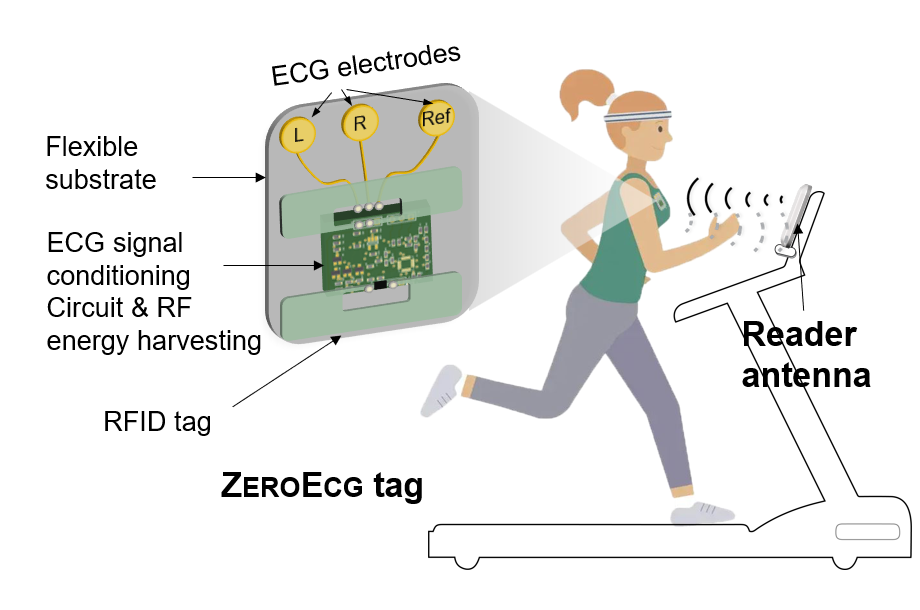 ECG electrodes
L
R
Ref
Flexible
substrate
ECG signal
conditioning
Circuit & RF
energy harvesting
RFID tag
ZEROECG tag
Reader
antenna